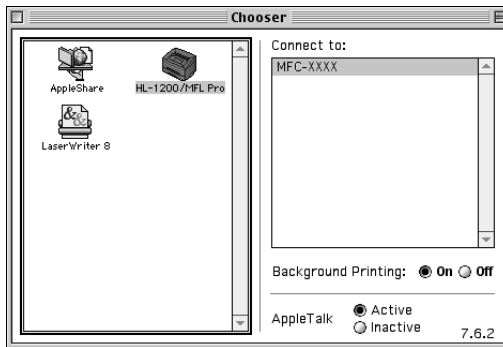 Chooser
AppleShare
HL-1200/MFL Pro
LaserWriter 8
Connect to:
MFC-XXXX
Background Printing: On Off
AppleTalk
Active
Inactive
7.6.2